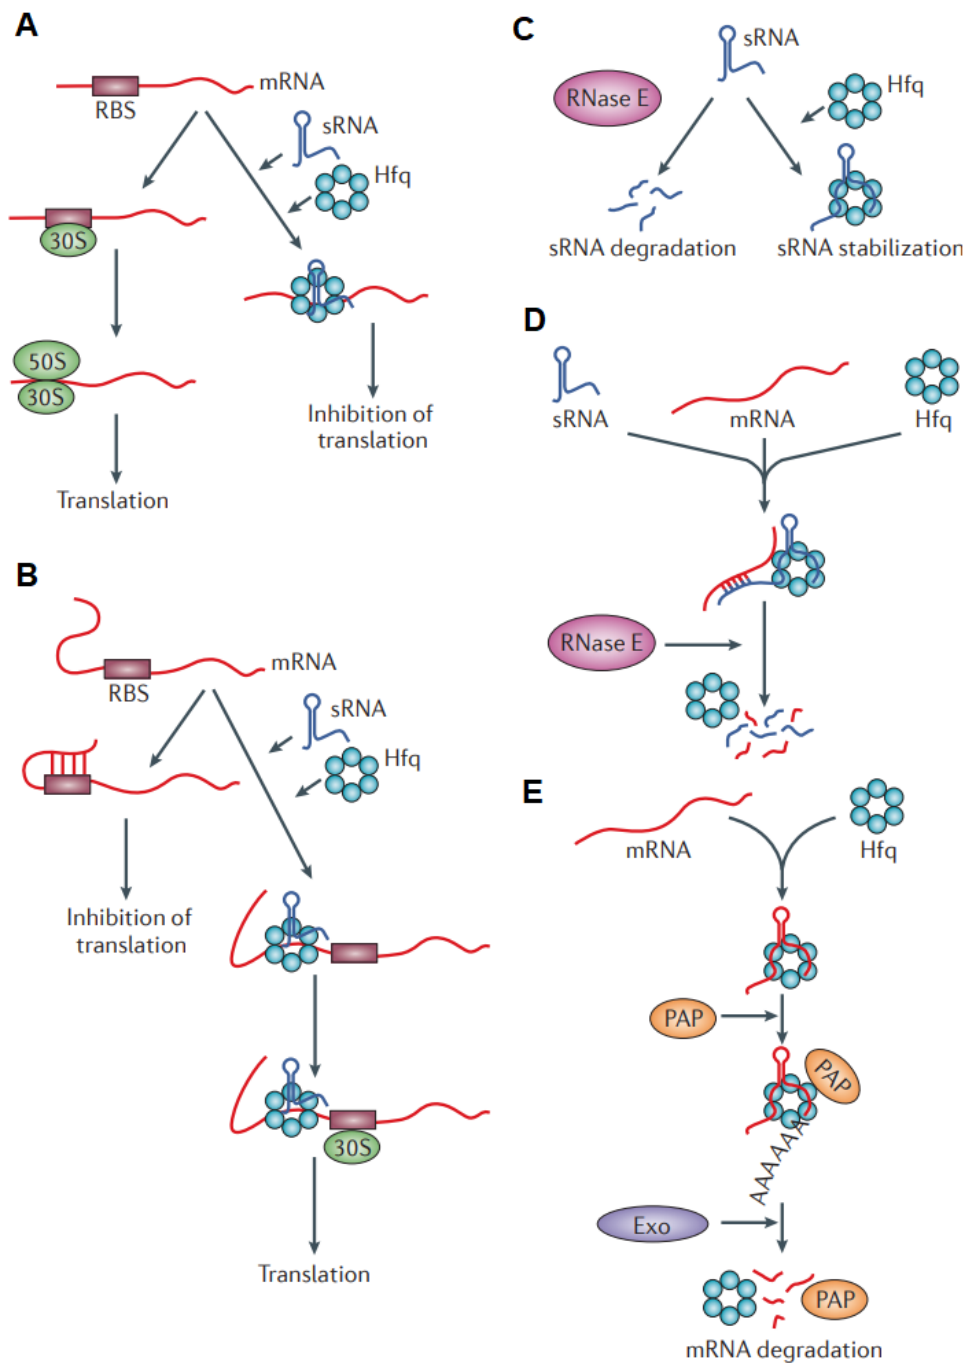 A
mRNA
RBS
sRNA
Hfq
30S
50S
30S
Inhibition of
translation
Translation
B
mRNA
RBS
sRNA
Hfq
Inhibition of
translation
30S
Translation
C
sRNA
RNase E
Hfq
sRNA degradation
sRNA stabilization
D
sRNA
mRNA
Hfq
RNase E
E
mRNA
Hfq
PAP
PAP
AAAAAA
Exo
PAP
mRNA degradation